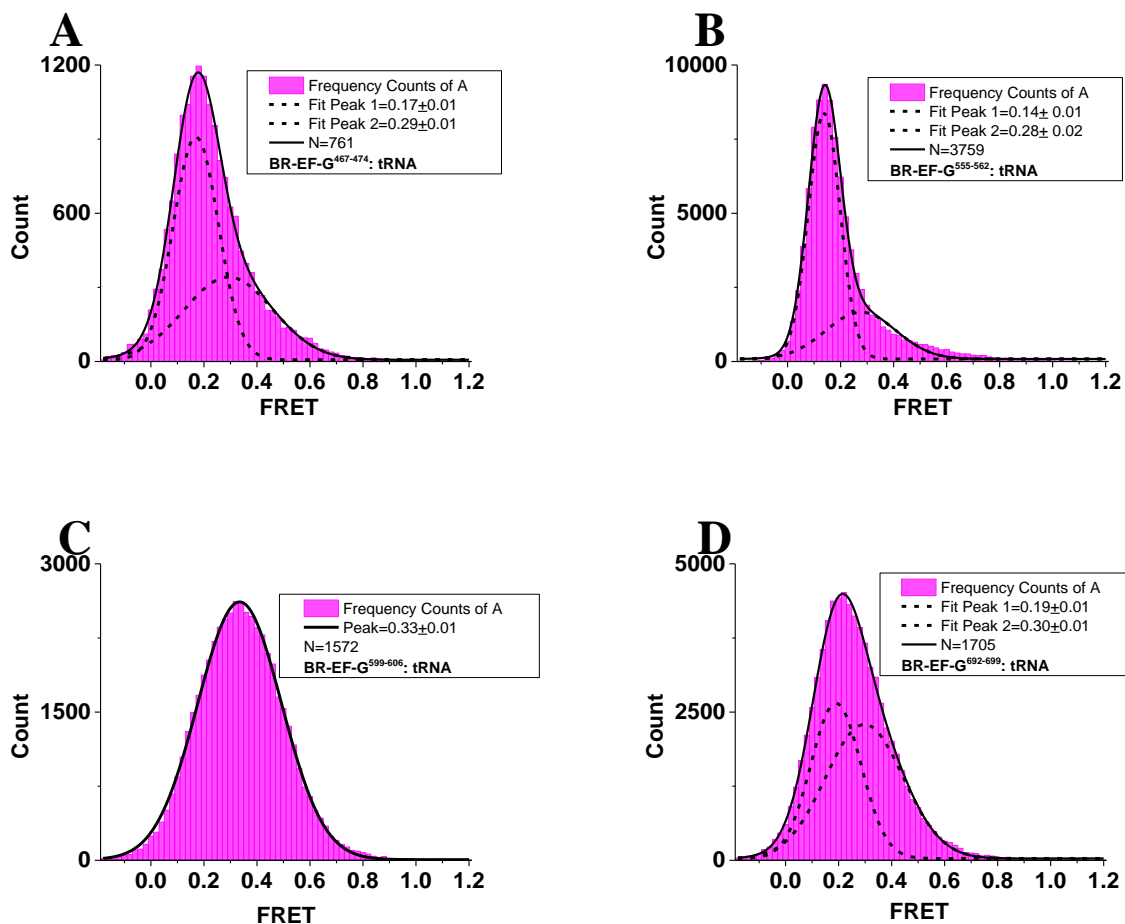 A
1200
600
0
Count
0.0 0.2 0.4 0.6 0.8 1.0 1.2
FRET
Frequency Counts of A
Fit Peak 1=0.17±0.01
Fit Peak 2=0.29±0.01
N=761
BR-EF-G467-474: tRNA
B
10000
5000
0
Count
0.0 0.2 0.4 0.6 0.8 1.0 1.2
FRET
Frequency Counts of A
Fit Peak 1=0.14± 0.01
Fit Peak 2=0.28± 0.02
N=3759
BR-EF-G555-562: tRNA
C
3000
1500
0
Count
0.0 0.2 0.4 0.6 0.8 1.0 1.2
FRET
Frequency Counts of A
Peak=0.33±0.01
N=1572
BR-EF-G599-606: tRNA
D
5000
2500
0
Count
0.0 0.2 0.4 0.6 0.8 1.0 1.2
FRET
Frequency Counts of A
Fit Peak 1=0.19±0.01
Fit Peak 2=0.30±0.01
N=1705
BR-EF-G692-699: tRNA